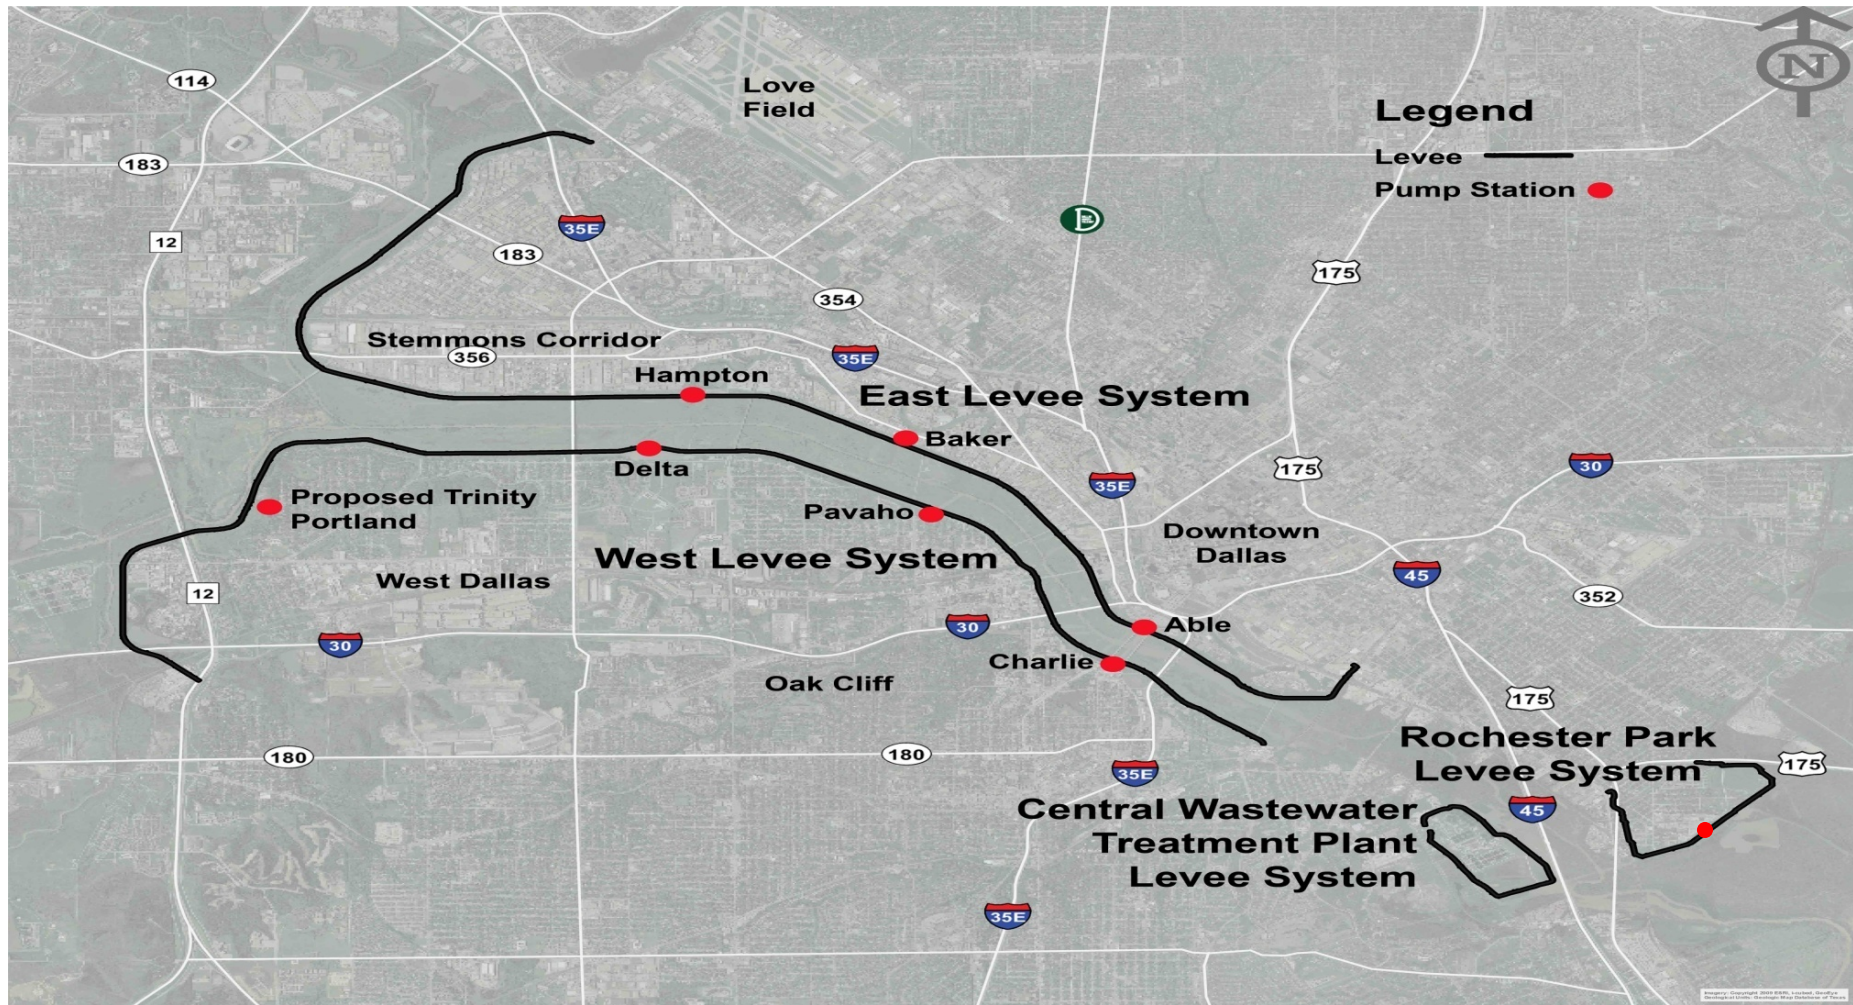 Love
Field
N
Legend
Levee
Pump Station
114
183
12
35E
183
D
175
354
Stemmons Corridor
356
35E
Hampton
East Levee System
Baker
Delta
175
30
35E
Proposed Trinity
Portland
Pavaho
Downtown
Dallas
West Levee System
West Dallas
45
12
352
30
Able
30
Charlie
Oak Cliff
175
180
180
35E
Rochester Park
Levee System
175
Central Wastewater
Treatment Plant
Levee System
45
35E